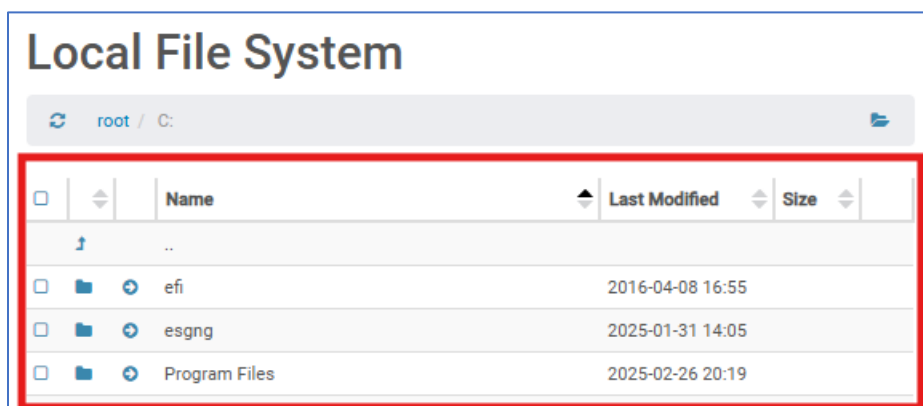 Local File System
root / C:
Name Last Modified Size
..
efi 2016-04-08 16:55
esgng 2025-01-31 14:05
Program Files 2025-02-26 20:19